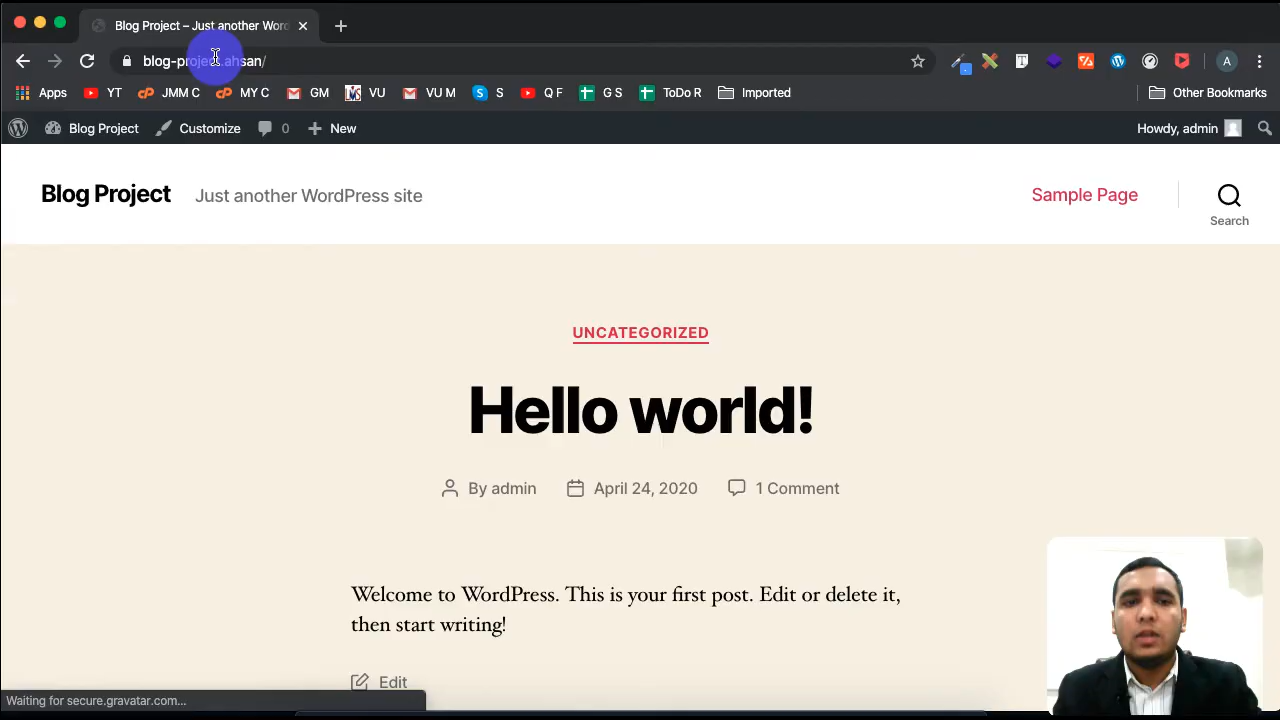 Blog Project – Just another Word
blog-project.ahsan/
A
Apps
YT
JMM C
MY C
GM
VU
VU M
S
Q F
G S
ToDo R
Imported
Other Bookmarks
Blog Project
Customize
0
New
Howdy, admin
Blog Project
Just another WordPress site
Sample Page
Search
UNCATEGORIZED
Hello world!
By admin
April 24, 2020
1 Comment
Welcome to WordPress. This is your first post. Edit or delete it,
then start writing!
Edit
Waiting for secure.gravatar.com...